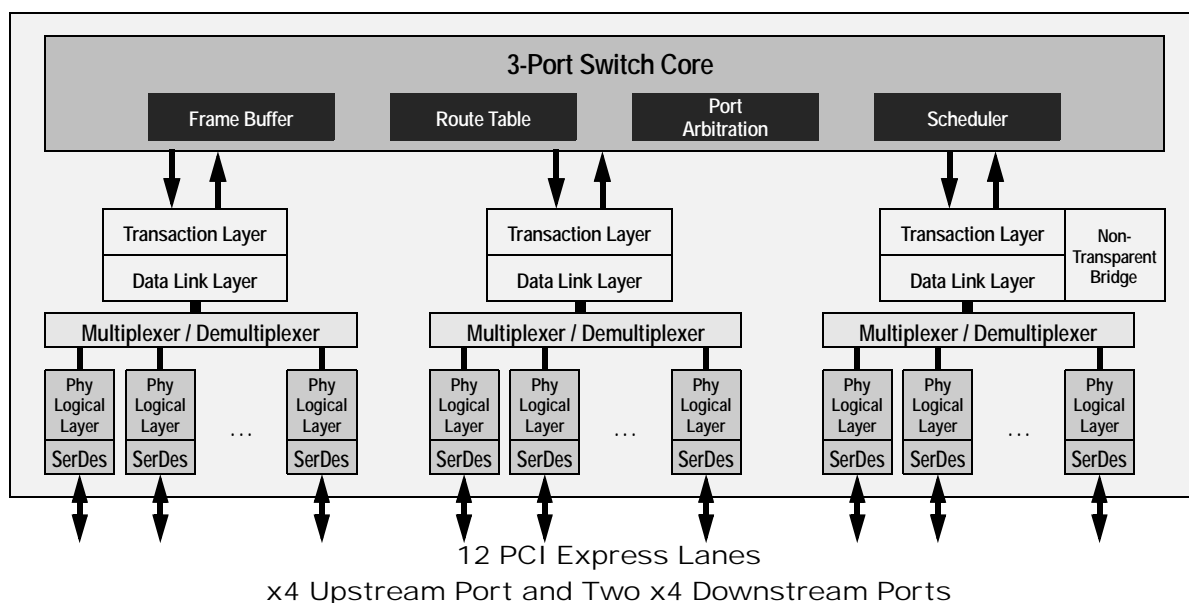 3-Port Switch Core
Frame Buffer
Route Table
Port
Arbitration
Scheduler
Transaction Layer
Data Link Layer
Transaction Layer
Data Link Layer
Transaction Layer
Data Link Layer
Non-
Transparent
Bridge
Multiplexer / Demultiplexer
Multiplexer / Demultiplexer
Multiplexer / Demultiplexer
Phy
Logical
Layer
SerDes
Phy
Logical
Layer
SerDes
...
Phy
Logical
Layer
SerDes
Phy
Logical
Layer
SerDes
Phy
Logical
Layer
SerDes
...
Phy
Logical
Layer
SerDes
Phy
Logical
Layer
SerDes
Phy
Logical
Layer
SerDes
...
Phy
Logical
Layer
SerDes
12 PCI Express Lanes
x4 Upstream Port and Two x4 Downstream Ports